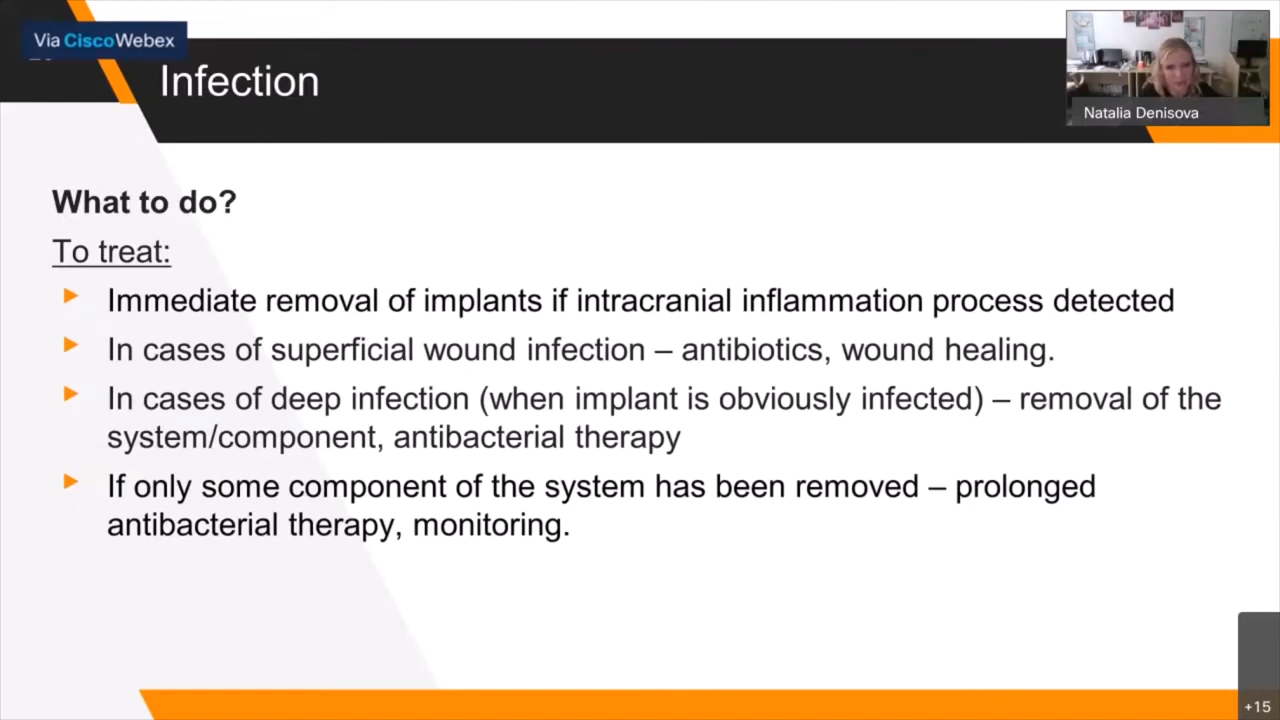 Via CiscoWebex
Infection
Natalia Denisova
What to do?
To treat:
Immediate removal of implants if intracranial inflammation process detected
In cases of superficial wound infection – antibiotics, wound healing.
In cases of deep infection (when implant is obviously infected) – removal of the
system/component, antibacterial therapy
If only some component of the system has been removed – prolonged
antibacterial therapy, monitoring.
+15